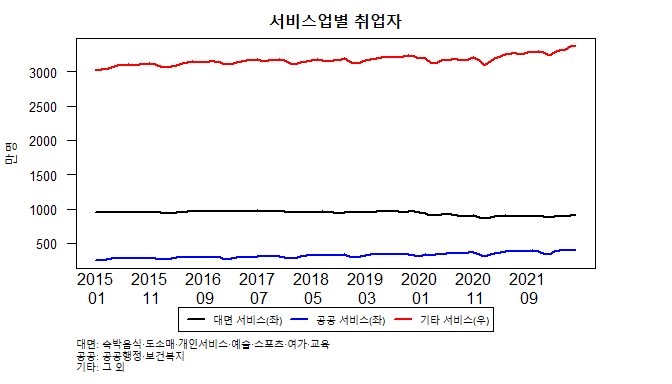 서비스업별 취업자
만명
3000
2500
2000
1500
1000
500
2015 2015 2016 2017 2018 2019 2020 2020 2021
01 11 09 07 05 03 01 11 09
대면 서비스(좌) 공공 서비스(좌) 기타 서비스(우)
대면: 숙박음식·도소매·개인서비스·예술·스포츠·여가·교육
공공: 공공행정·보건복지
기타: 그 외